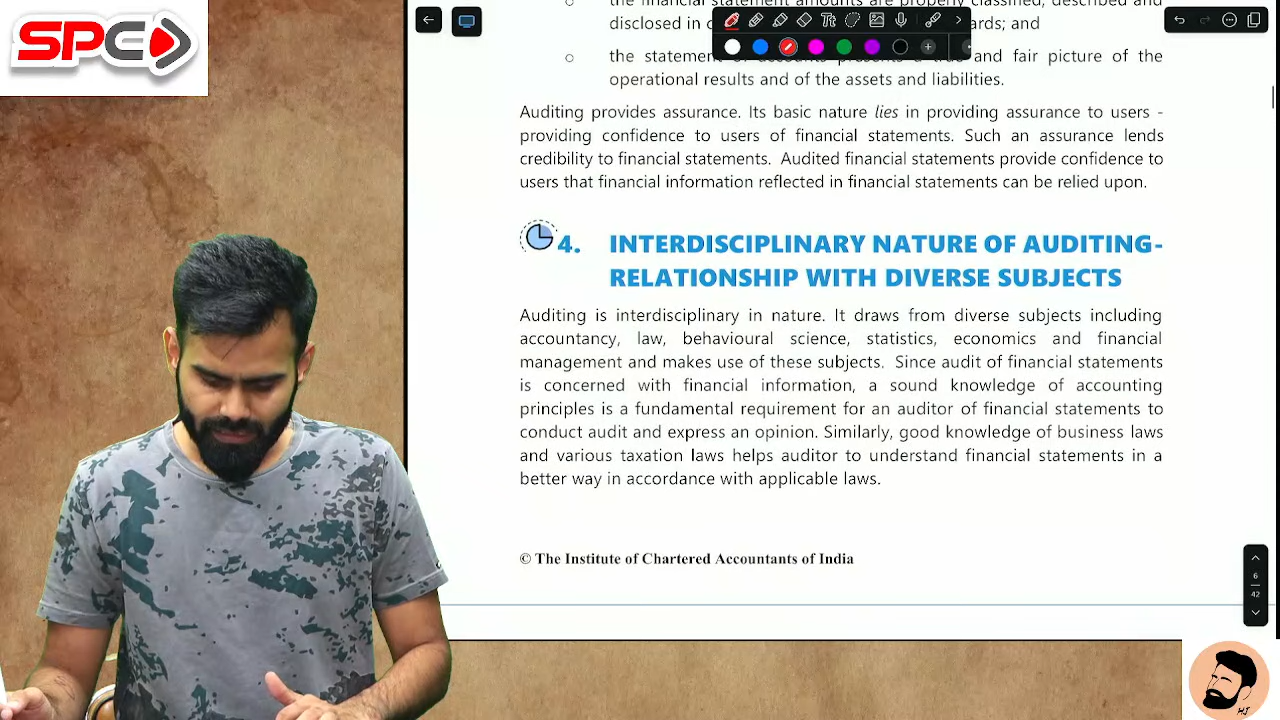 SPC
the financial statement amounts are properly classified, described and
disclosed in c ards; and
the statement of accounts presents a true and fair picture of the
operational results and of the assets and liabilities.
Auditing provides assurance. Its basic nature lies in providing assurance to users -
providing confidence to users of financial statements. Such an assurance lends
credibility to financial statements. Audited financial statements provide confidence to
users that financial information reflected in financial statements can be relied upon.
4. INTERDISCIPLINARY NATURE OF AUDITING-
RELATIONSHIP WITH DIVERSE SUBJECTS
Auditing is interdisciplinary in nature. It draws from diverse subjects including
accountancy, law, behavioural science, statistics, economics and financial
management and makes use of these subjects. Since audit of financial statements
is concerned with financial information, a sound knowledge of accounting
principles is a fundamental requirement for an auditor of financial statements to
conduct audit and express an opinion. Similarly, good knowledge of business laws
and various taxation laws helps auditor to understand financial statements in a
better way in accordance with applicable laws.
© The Institute of Chartered Accountants of India
6
42
HJ